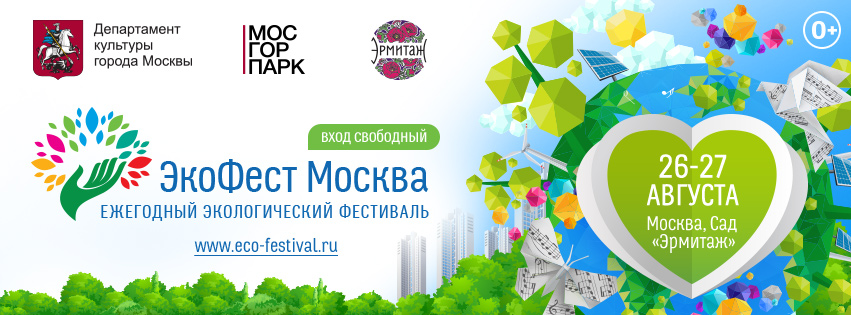 Департамент
культуры
города Москвы
МОС
ГОР
ПАРК
ЭРМИТАЖ
0+
ВХОД СВОБОДНЫЙ
ЭкоФест Москва
ЕЖЕГОДНЫЙ ЭКОЛОГИЧЕСКИЙ ФЕСТИВАЛЬ
www.eco-festival.ru
26-27
АВГУСТА
Москва, Сад
«Эрмитаж»